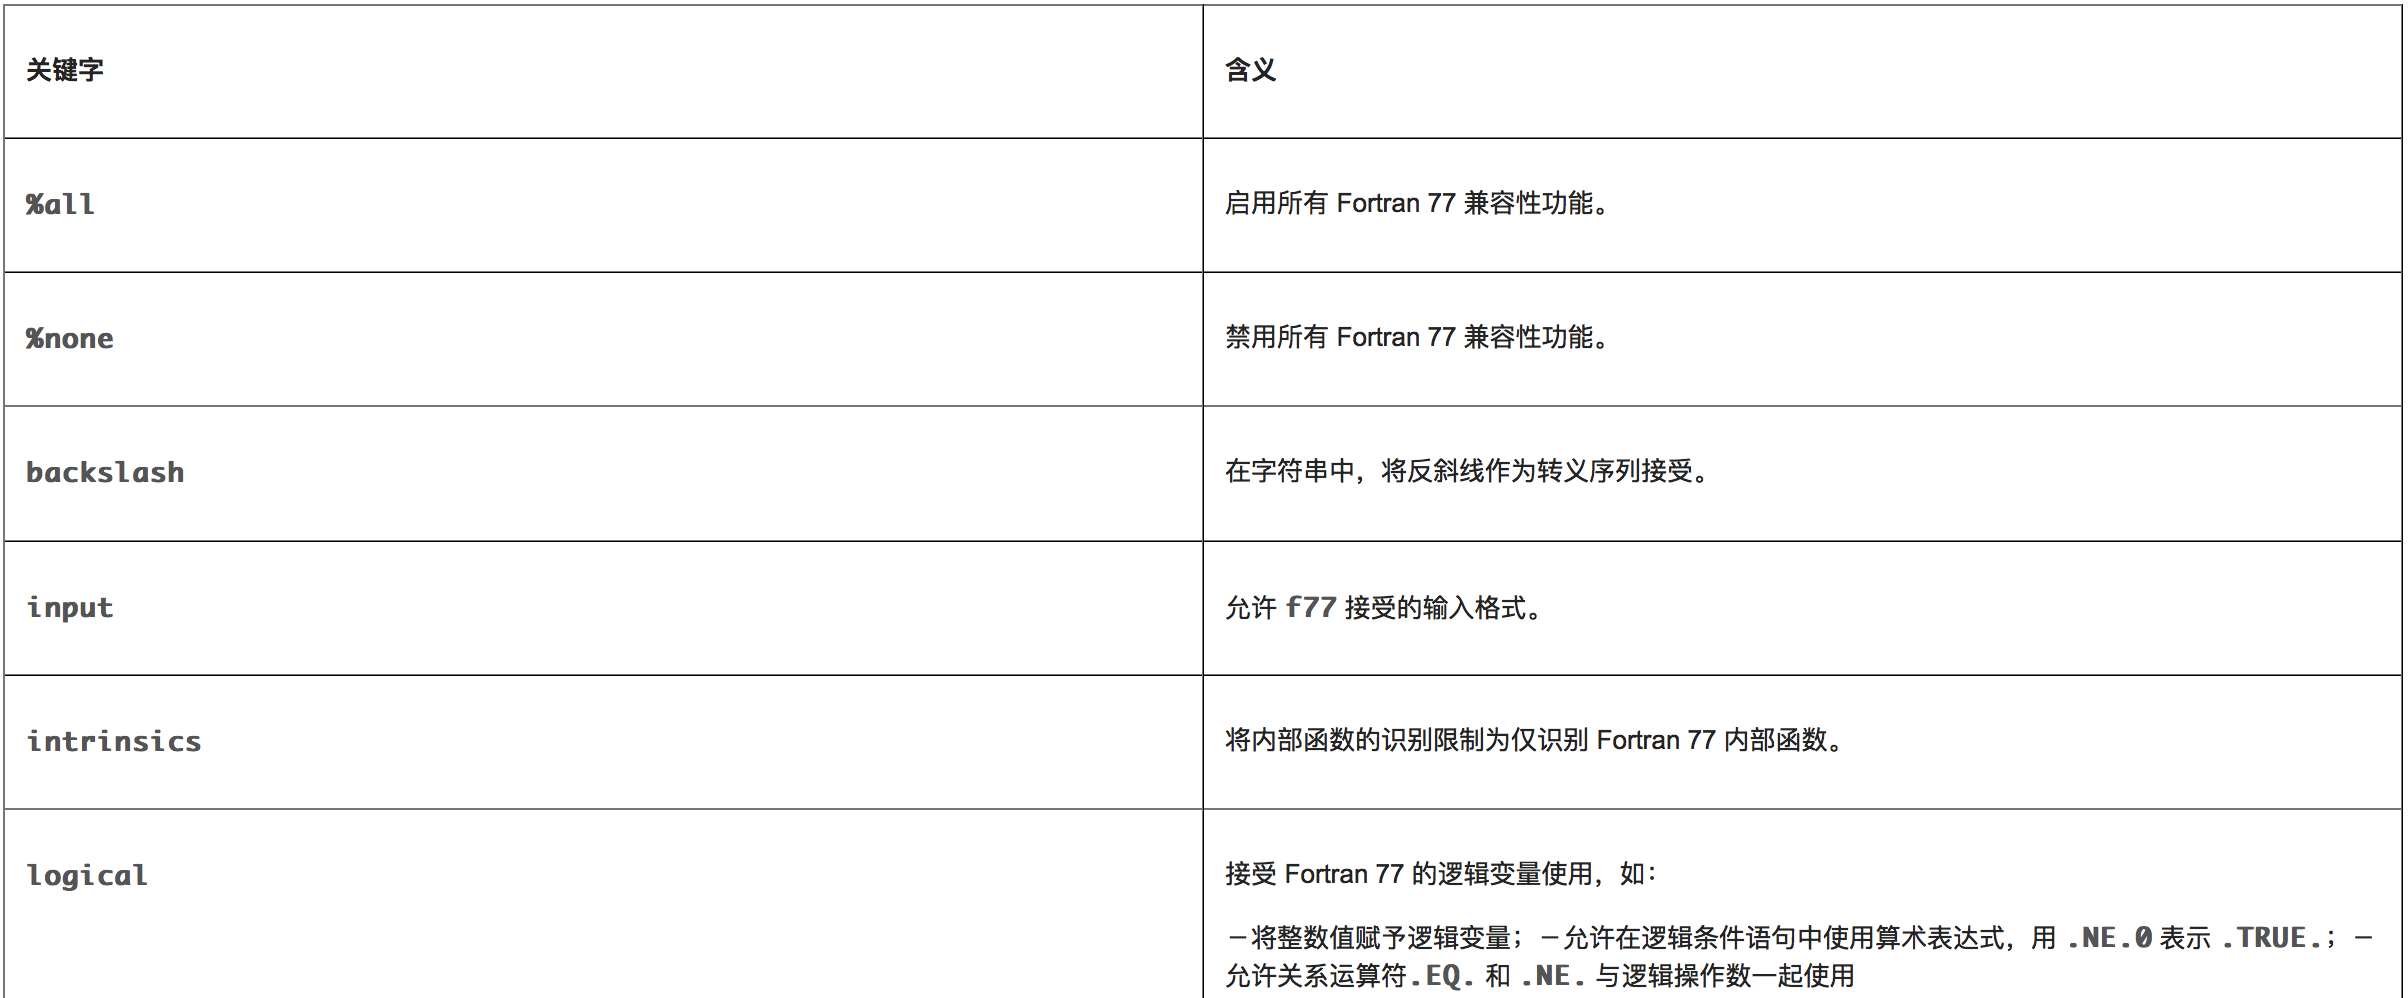 关键字
含义
%all
启用所有 Fortran 77 兼容性功能。
%none
禁用所有 Fortran 77 兼容性功能。
backslash
在字符串中，将反斜线作为转义序列接受。
input
允许 f77 接受的输入格式。
intrinsics
将内部函数的识别限制为仅识别 Fortran 77 内部函数。
logical
接受 Fortran 77 的逻辑变量使用，如：
－将整数值赋予逻辑变量；－允许在逻辑条件语句中使用算术表达式，用 .NE.0 表示 .TRUE.；－
允许关系运算符.EQ. 和 .NE. 与逻辑操作数一起使用